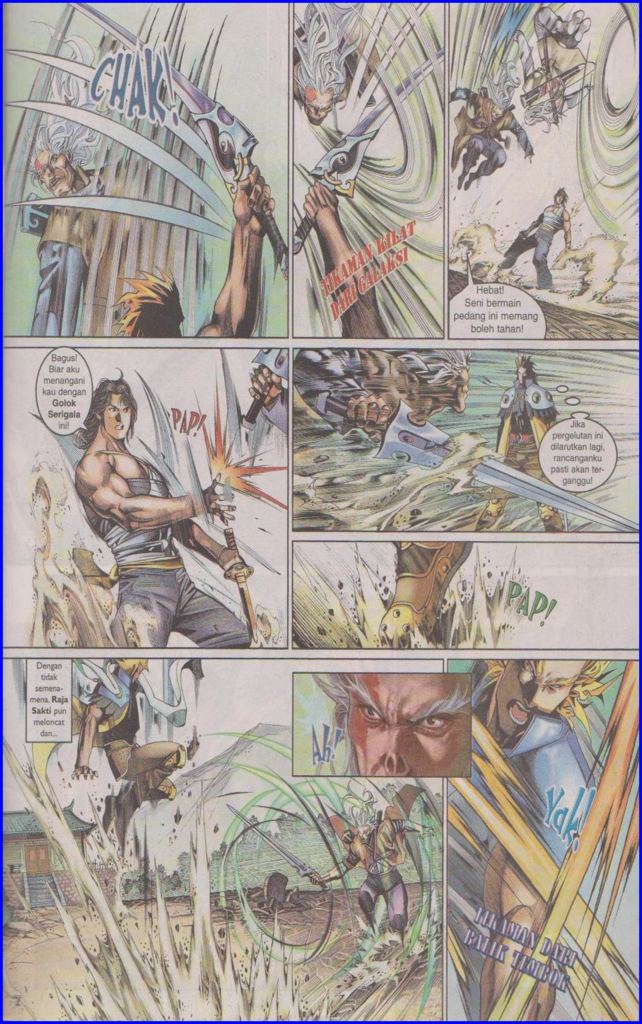 CHAK!
TIKAMAN KILAT
DARI GALAKSI
Hebat!
Seni bermain
pedang ini memang
boleh tahan!
Bagus!
Biar aku
menangani
kau dengan
Golok
Serigala
ini!
PAP!
Jika
pergelutan ini
dilarutkan lagi,
rancanganku
pasti akan ter-
ganggu!
PAP!
Dengan
tidak
semena-
mena, Raja
Sakti pun
meloncat
dan...
Ah!
Yak!
TIKAMAN DARI
BALIK TEMBOK